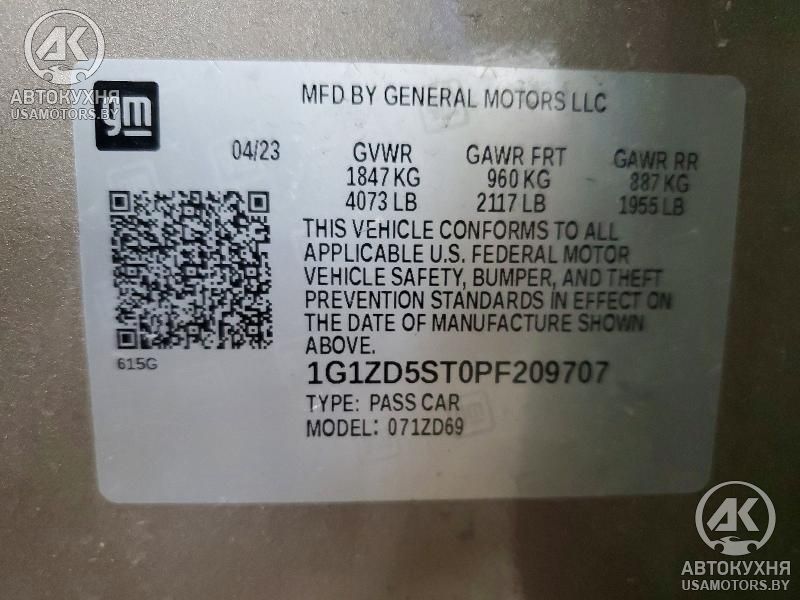 AK
АВТОКУХНЯ
USAMOTORS.BY
gm
MFD BY GENERAL MOTORS LLC
04/23 GVWR GAWR FRT GAWR RR
1847 KG 960 KG 887 KG
4073 LB 2117 LB 1955 LB
THIS VEHICLE CONFORMS TO ALL
APPLICABLE U.S. FEDERAL MOTOR
VEHICLE SAFETY, BUMPER, AND THEFT
PREVENTION STANDARDS IN EFFECT ON
THE DATE OF MANUFACTURE SHOWN
ABOVE.
615G
1G1ZD5ST0PF209707
TYPE: PASS CAR
MODEL: 071ZD69
AK
АВТОКУХНЯ
USAMOTORS.BY